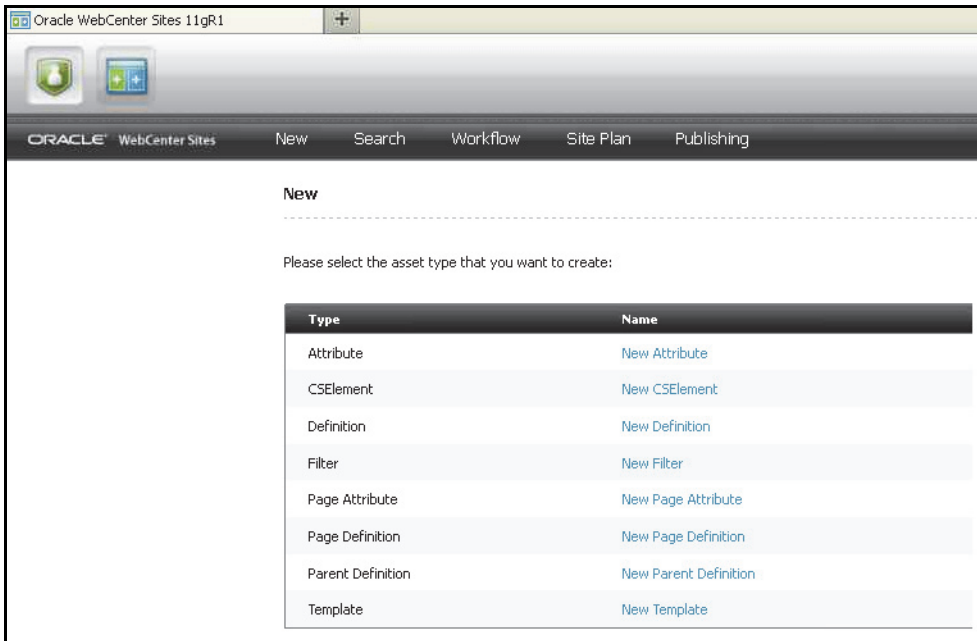 Oracle WebCenter Sites 11gR1
ORACLE WebCenter Sites New Search Workflow Site Plan Publishing
New
Please select the asset type that you want to create:
Type Name
Attribute New Attribute
CSElement New CSElement
Definition New Definition
Filter New Filter
Page Attribute New Page Attribute
Page Definition New Page Definition
Parent Definition New Parent Definition
Template New Template